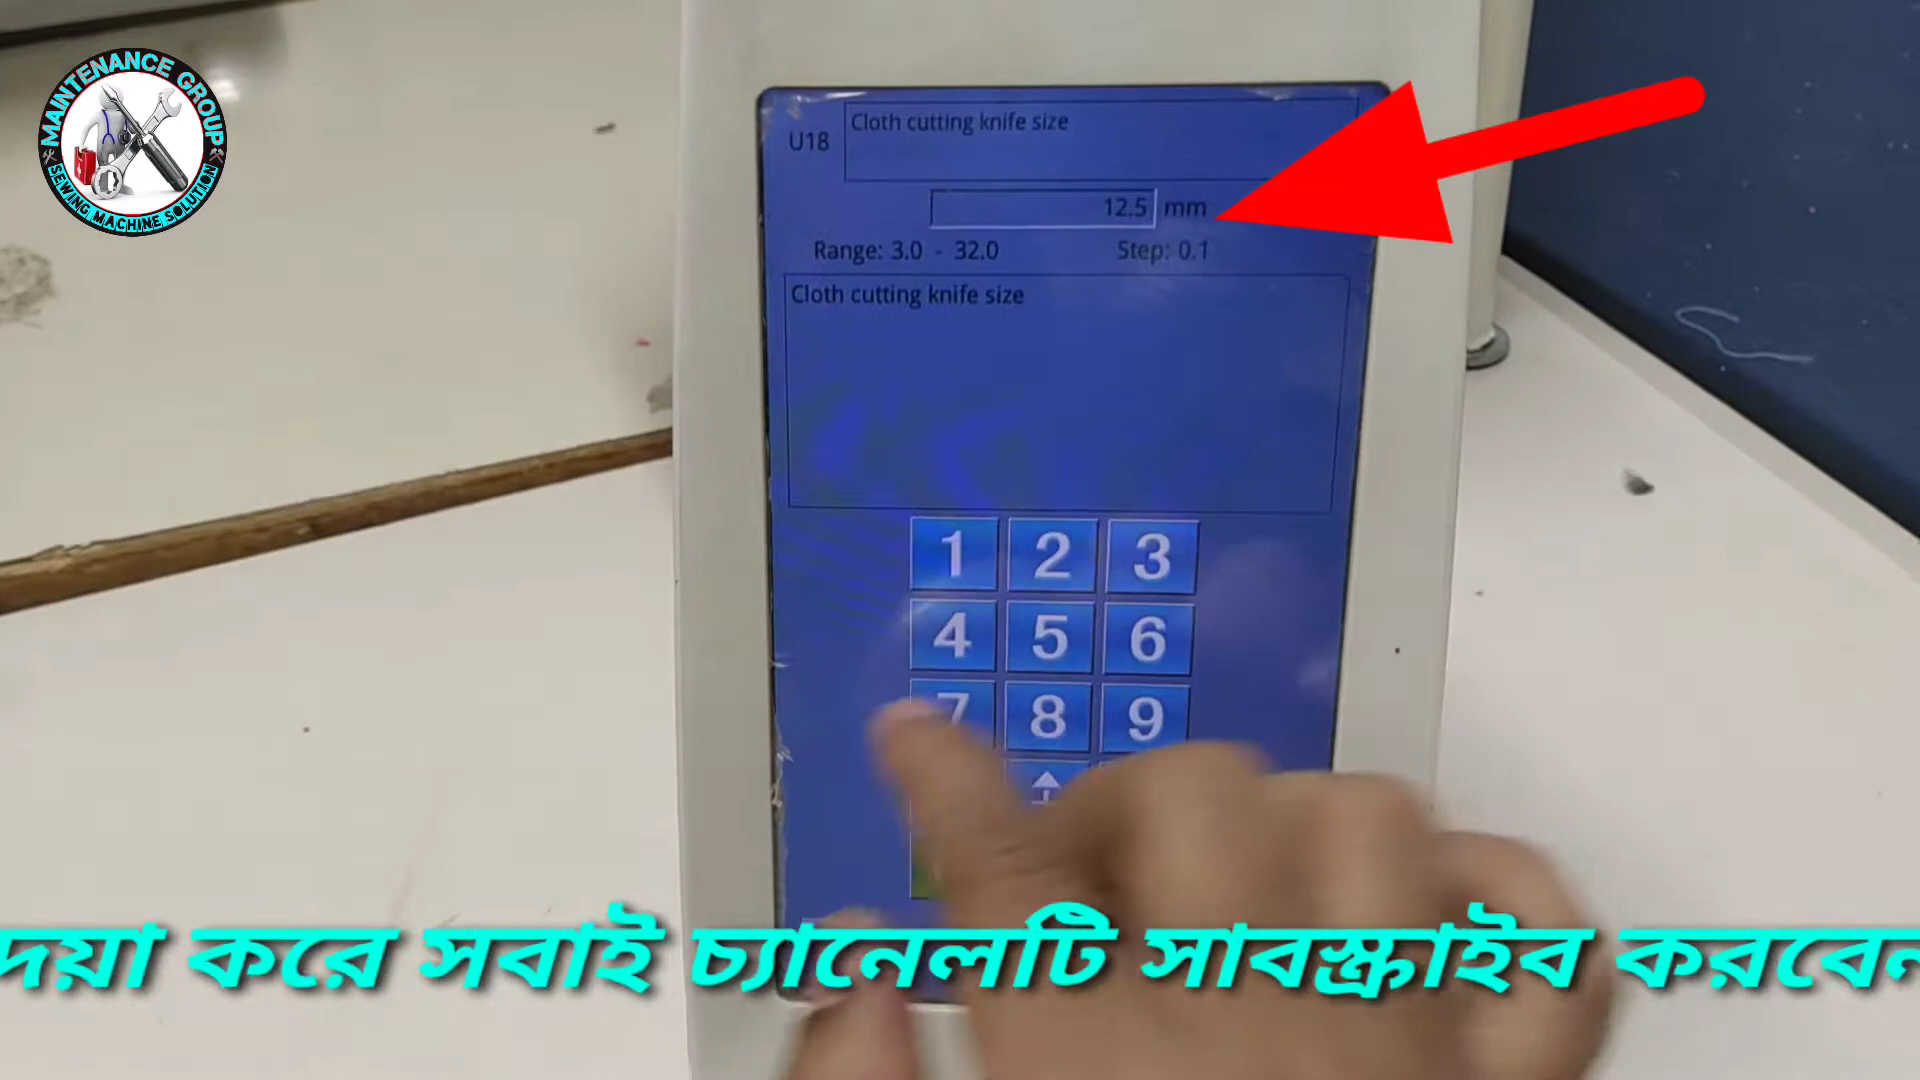 MAINTENANCE GROUP
SEWING MACHINE SOLUTION
U18
Cloth cutting knife size
12.5 mm
Range: 3.0 - 32.0 Step: 0.1
Cloth cutting knife size
1 2 3
4 5 6
7 8 9
দয়া করে সবাই চ্যানেলটি সাবস্ক্রাইব করবেন